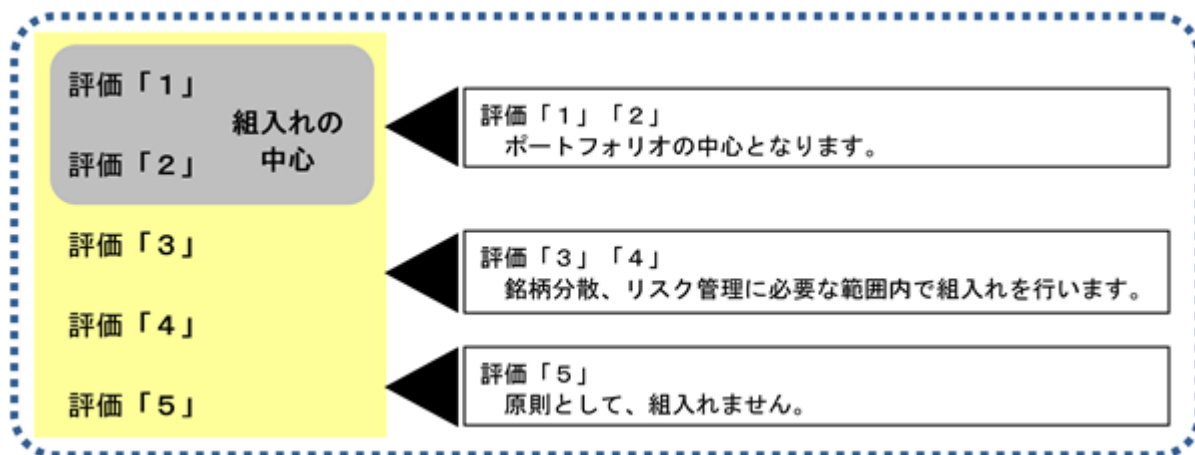 評価「1」
組入れの
中心
評価「2」
評価「3」
評価「4」
評価「5」
評価「1」「2」
ポートフォリオの中心となります。
評価「3」「4」
銘柄分散、リスク管理に必要な範囲内で組入れを行います。
評価「5」
原則として、組入れません。